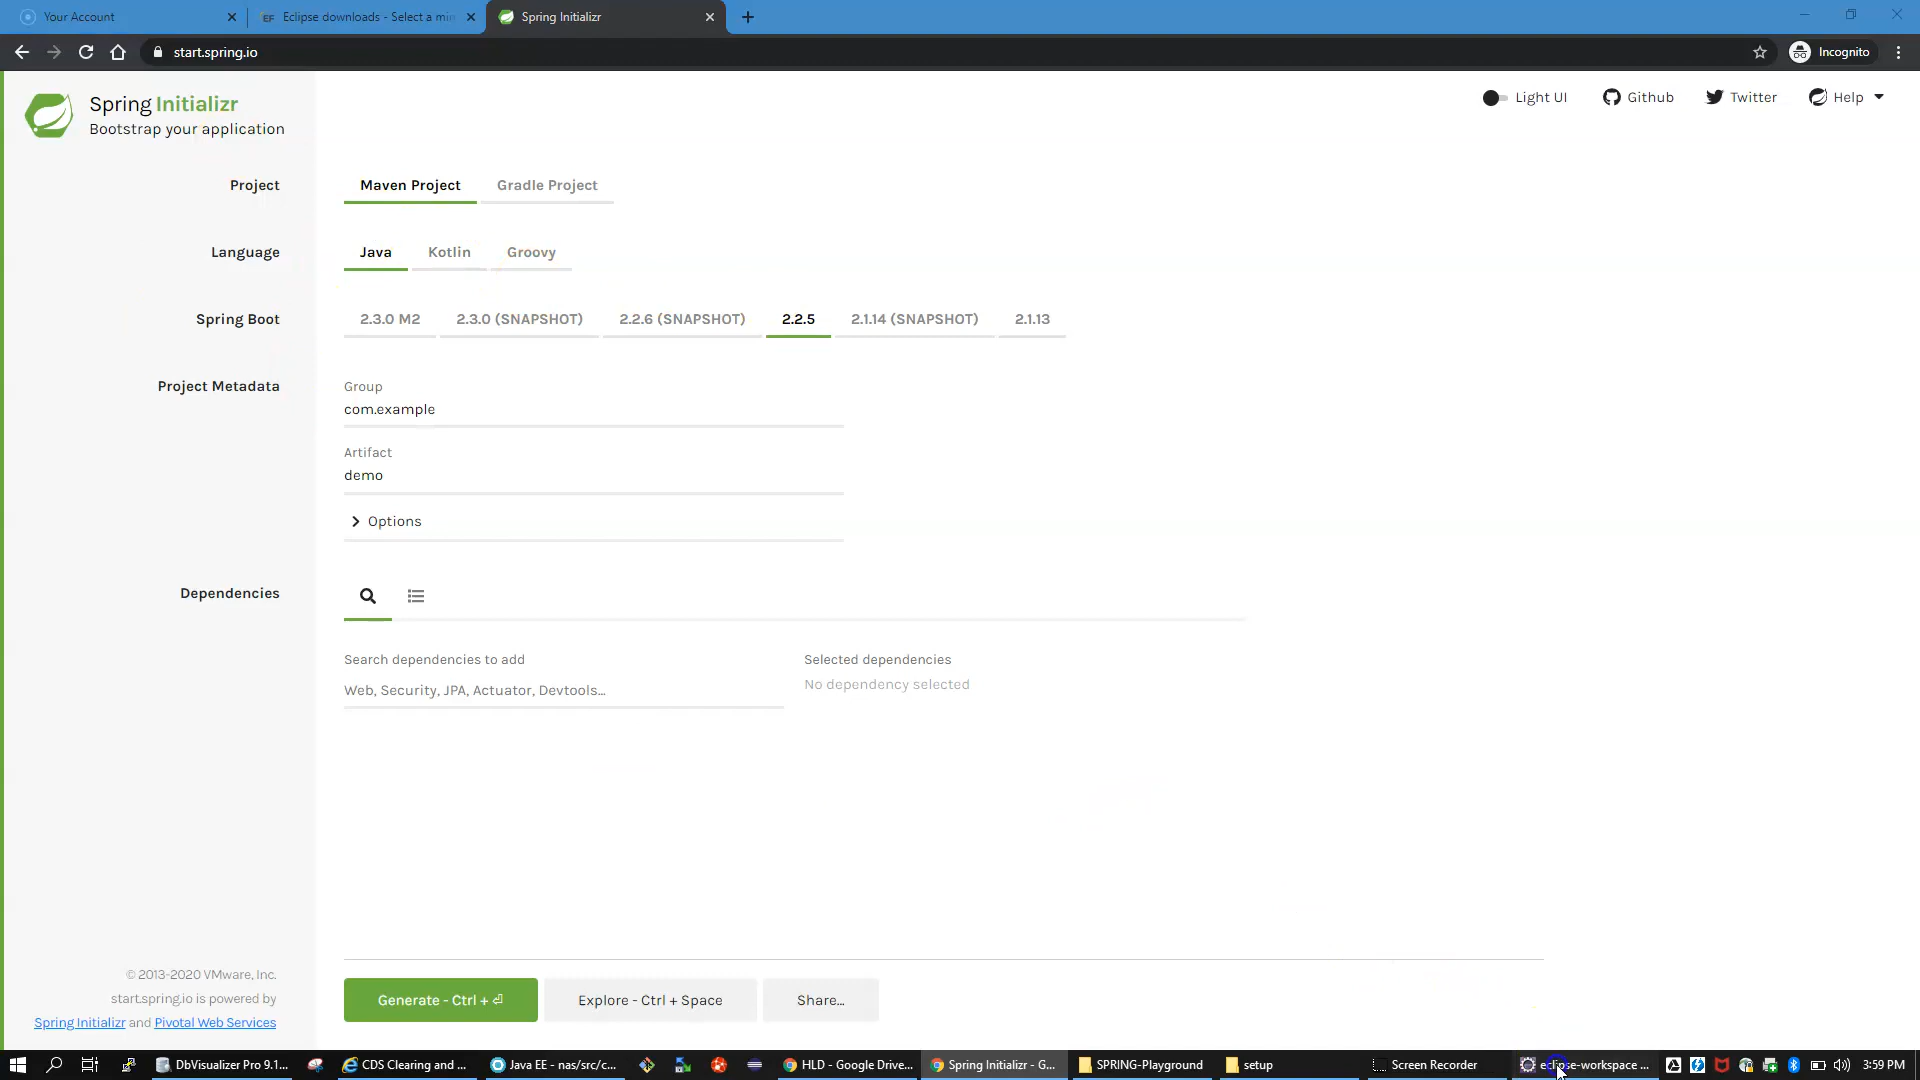 Your Account
EF Eclipse downloads - Select a mir
Spring Initializr
start.spring.io
Incognito
Spring Initializr
Bootstrap your application
Light UI
Github
Twitter
Help
Project
Maven Project
Gradle Project
Language
Java
Kotlin
Groovy
Spring Boot
2.3.0 M2
2.3.0 (SNAPSHOT)
2.2.6 (SNAPSHOT)
2.2.5
2.1.14 (SNAPSHOT)
2.1.13
Project Metadata
Group
com.example
Artifact
demo
Options
Dependencies
Search dependencies to add
Web, Security, JPA, Actuator, Devtools...
Selected dependencies
No dependency selected
© 2013-2020 VMware, Inc.
start.spring.io is powered by
Spring Initializr and Pivotal Web Services
Generate - Ctrl + ⏎
Explore - Ctrl + Space
Share...
DbVisualizer Pro 9.1...
CDS Clearing and ...
Java EE - nas/src/c...
HLD - Google Drive...
Spring Initializr - G...
SPRING-Playground
setup
Screen Recorder
eclipse-workspace ...
3:59 PM